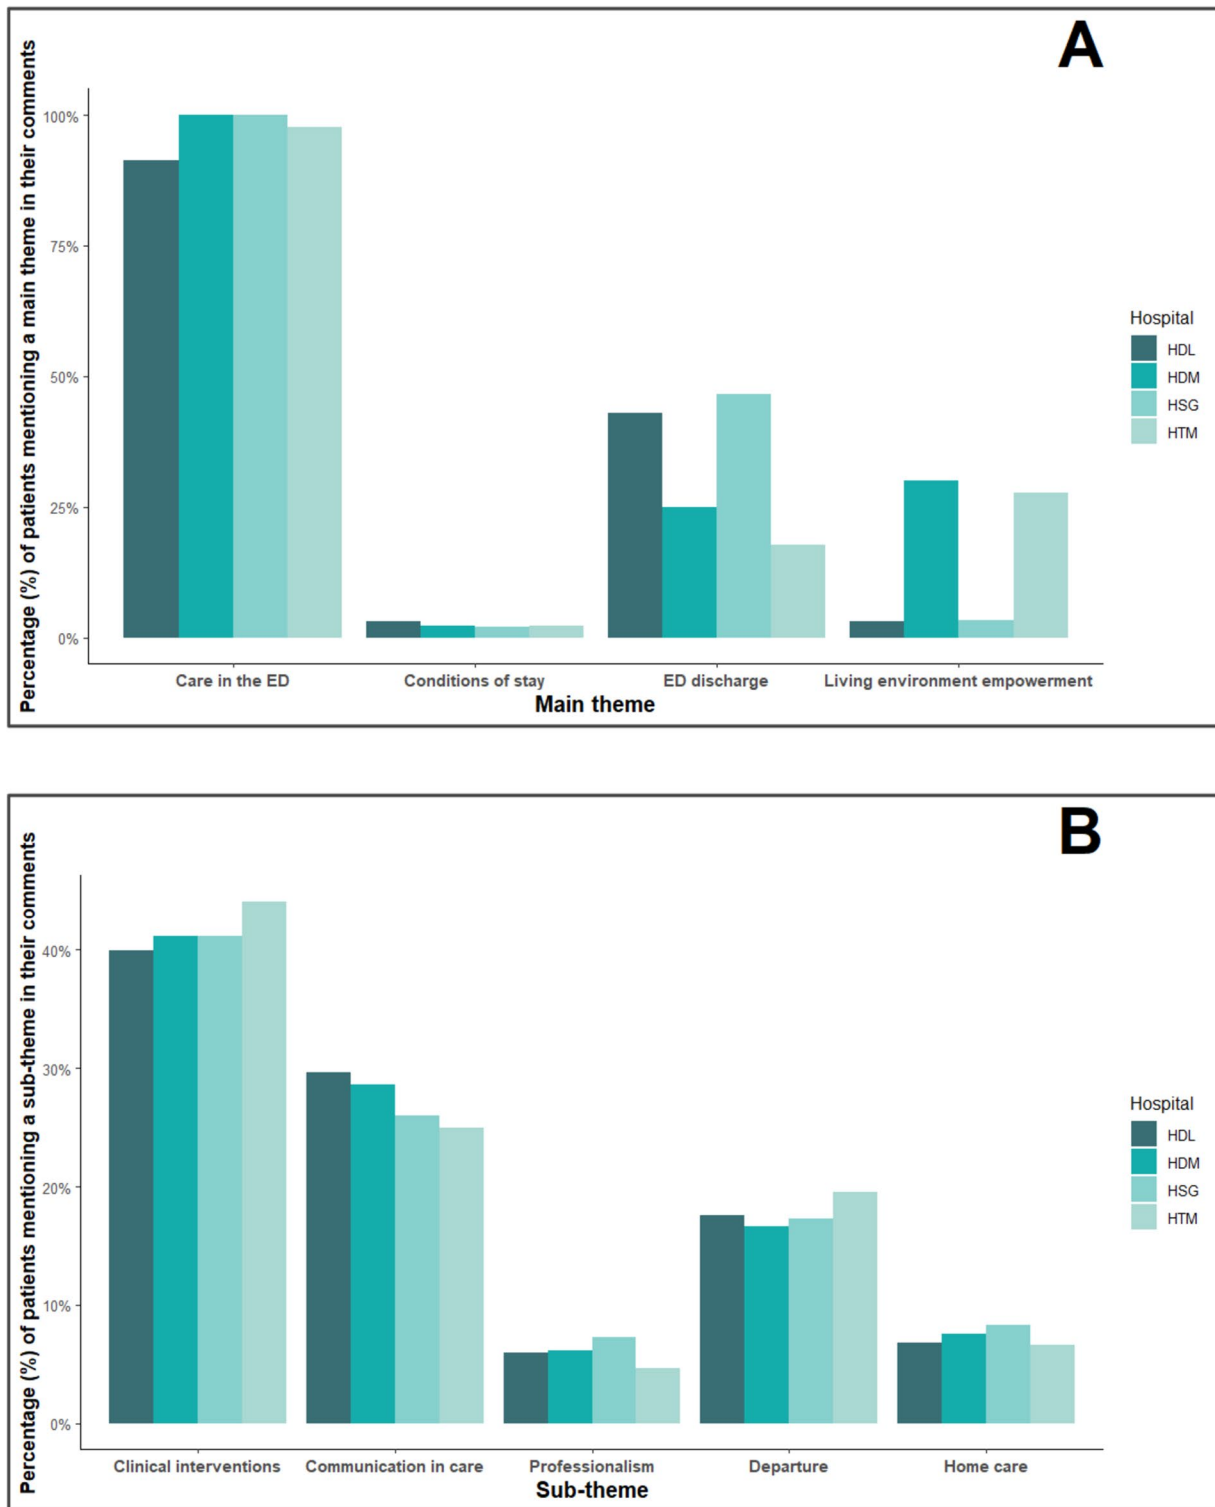 A
Percentage (%) of patients mentioning a main theme in their comments
100%
75%
50%
25%
0%
Care in the ED
Conditions of stay
ED discharge
Living environment empowerment
Main theme
Hospital
HDL
HDM
HSG
HTM
B
Percentage (%) of patients mentioning a sub-theme in their comments
40%
30%
20%
10%
0%
Clinical interventions
Communication in care
Professionalism
Departure
Home care
Sub-theme
Hospital
HDL
HDM
HSG
HTM